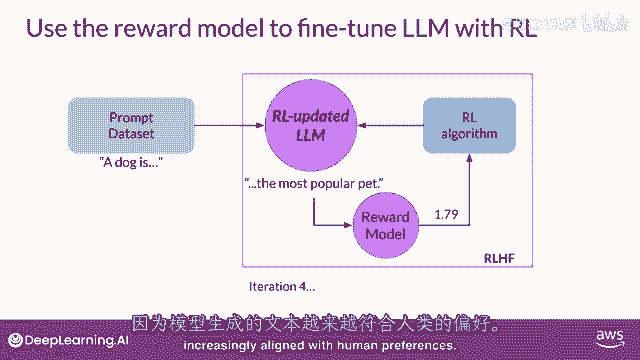 Use the reward model to fine-tune LLM with RL
Prompt
Dataset
"A dog is..."
RL-updated
LLM
RL
algorithm
"...the most popular pet."
Reward
Model
1.79
RLHF
Iteration 4...
因为模型生成的文本越来越符合人类的偏好。
increasingly aligned with human preferences.
DeepLearning.AI
aws